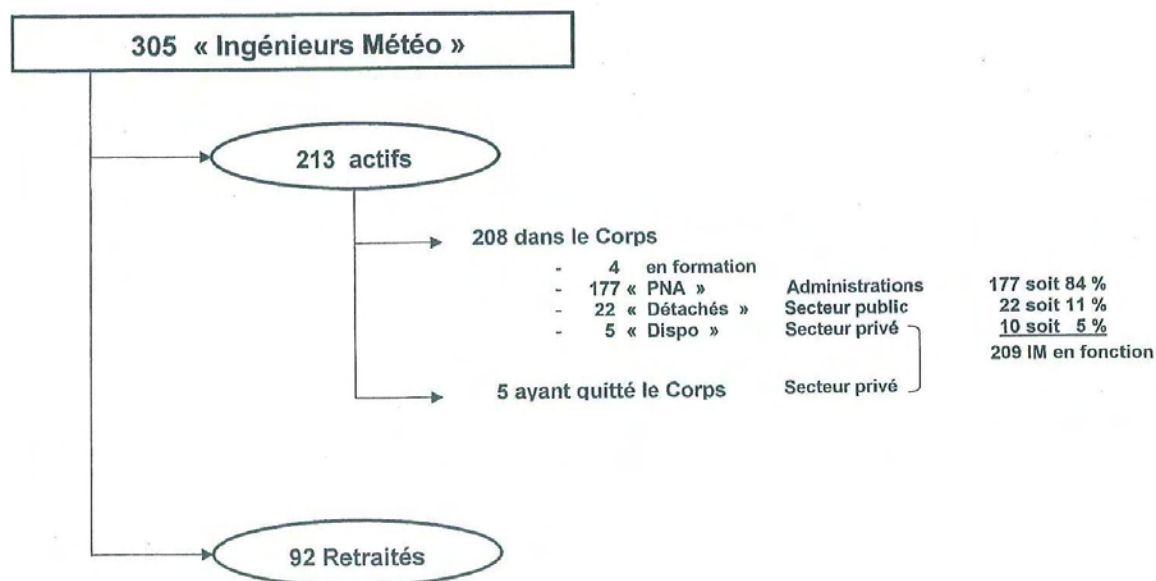 305 « Ingénieurs Météo »
213 actifs
208 dans le Corps
- 4 en formation
- 177 « PNA » Administrations 177 soit 84 %
- 22 « Détachés » Secteur public 22 soit 11 %
- 5 « Dispo » Secteur privé 10 soit 5 %
209 IM en fonction
5 ayant quitté le Corps Secteur privé
92 Retraités